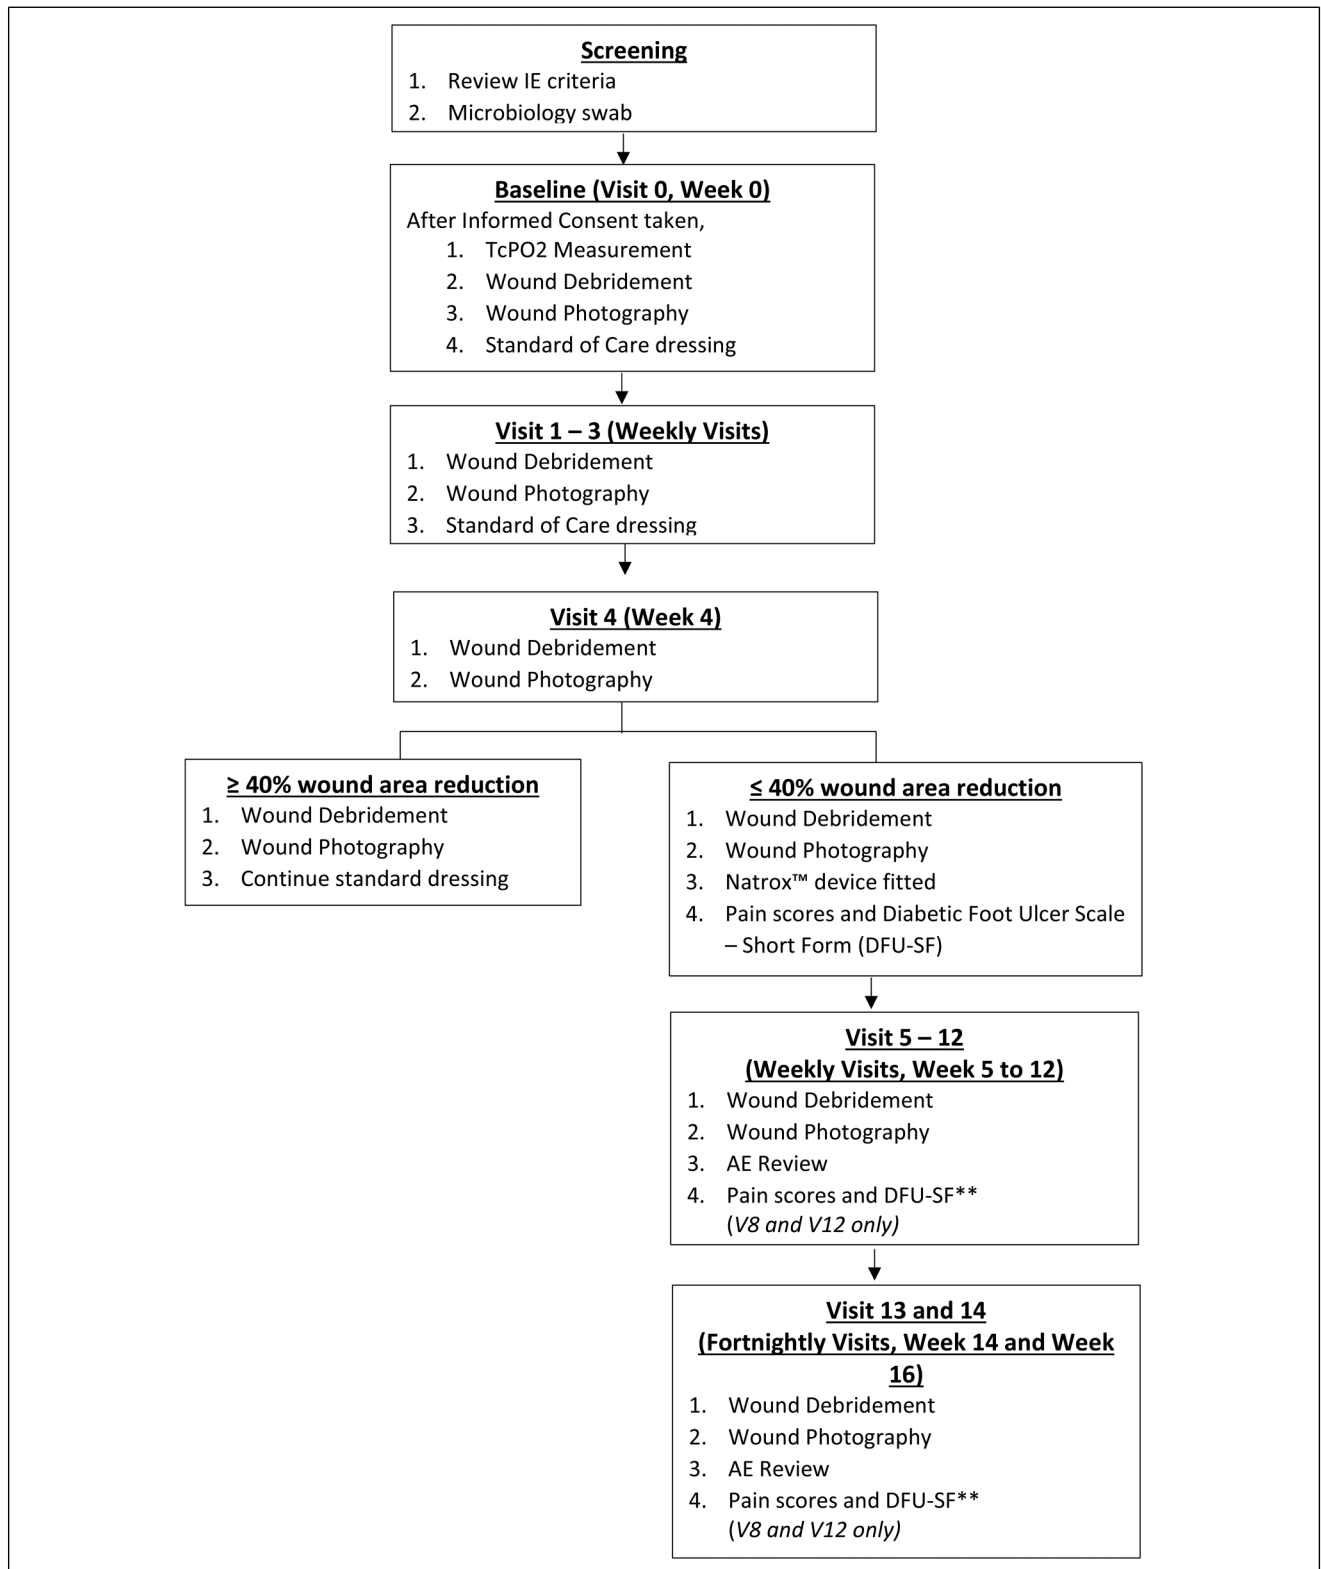 Screening
1. Review IE criteria
2. Microbiology swab
Baseline (Visit 0, Week 0)
After Informed Consent taken,
1. TcPO2 Measurement
2. Wound Debridement
3. Wound Photography
4. Standard of Care dressing
Visit 1 – 3 (Weekly Visits)
1. Wound Debridement
2. Wound Photography
3. Standard of Care dressing
Visit 4 (Week 4)
1. Wound Debridement
2. Wound Photography
≥ 40% wound area reduction
1. Wound Debridement
2. Wound Photography
3. Continue standard dressing
≤ 40% wound area reduction
1. Wound Debridement
2. Wound Photography
3. Natrox™ device fitted
4. Pain scores and Diabetic Foot Ulcer Scale
– Short Form (DFU-SF)
Visit 5 – 12
(Weekly Visits, Week 5 to 12)
1. Wound Debridement
2. Wound Photography
3. AE Review
4. Pain scores and DFU-SF**
(V8 and V12 only)
Visit 13 and 14
(Fortnightly Visits, Week 14 and Week
16)
1. Wound Debridement
2. Wound Photography
3. AE Review
4. Pain scores and DFU-SF**
(V8 and V12 only)